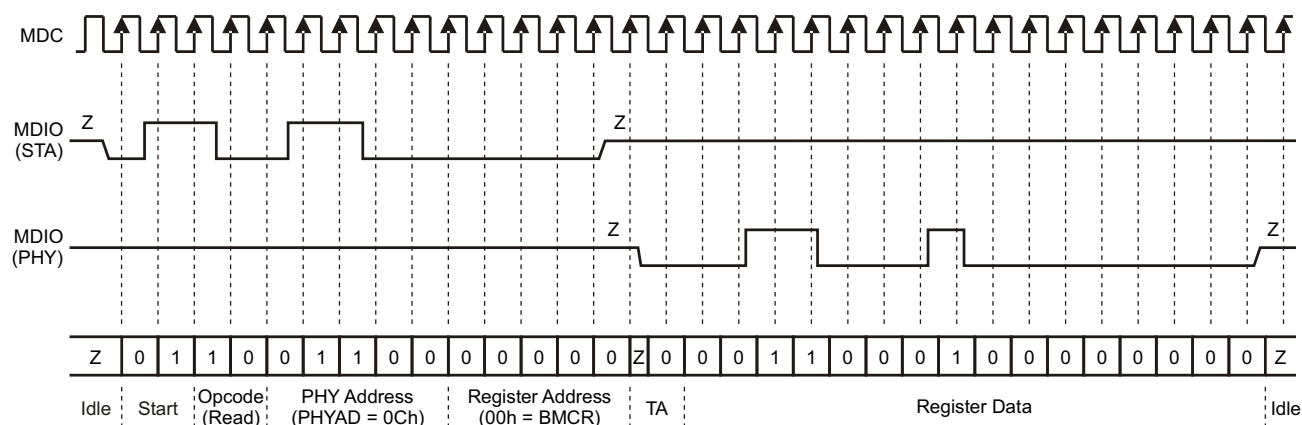 MDC
Z Z
MDIO
(STA)
Z Z
MDIO
(PHY)
Z 0 1 1 0 0 1 1 0 0 0 0 0 0 0 Z 0 0 0 1 1 0 0 0 1 0 0 0 0 0 0 0 0 Z
Idle Start Opcode (Read) PHY Address (PHYAD = 0Ch) Register Address (00h = BMCR) TA Register Data Idle